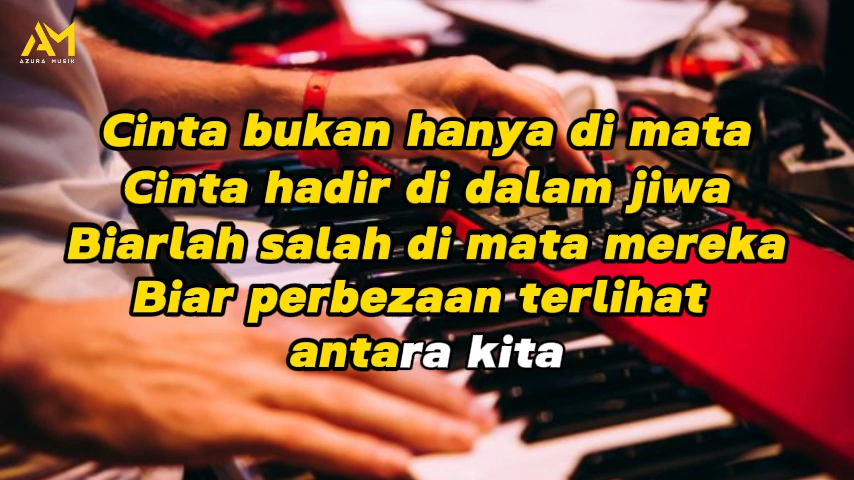 AM
AZURA MUSIK
Cinta bukan hanya di mata
Cinta hadir di dalam jiwa
Biarlah salah di mata mereka
Biar perbezaan terlihat
antara kita